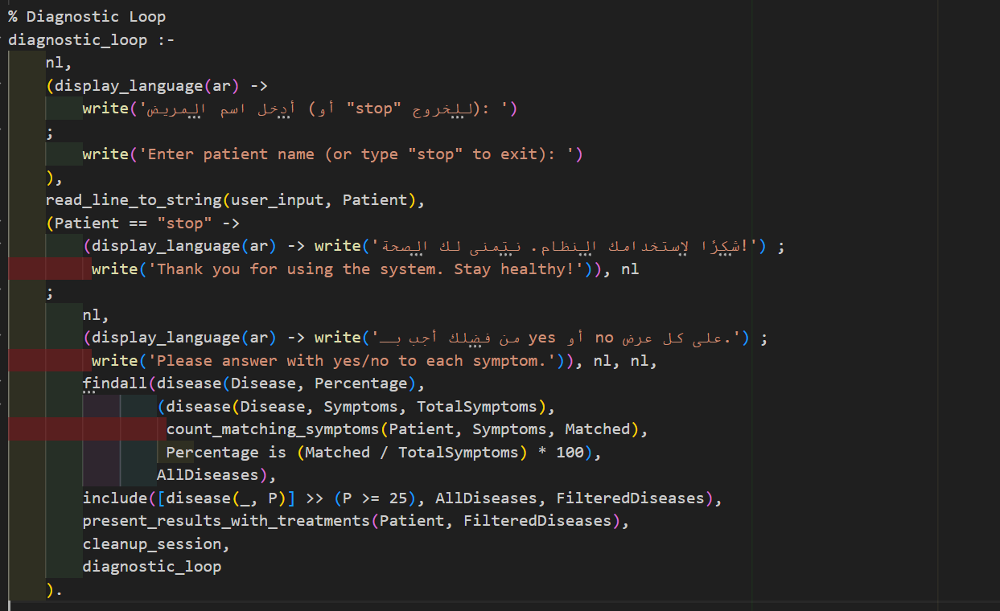 % Diagnostic Loop
diagnostic_loop :-
nl,
(display_language(ar) ->
write('أدخل اسم المريض (أو "stop" للخروج): ')
;
write('Enter patient name (or type "stop" to exit): ')
),
read_line_to_string(user_input, Patient),
(Patient == "stop" ->
(display_language(ar) -> write('شكرًا لاستخدامك النظام. نتمنى لك الصحة!') ;
write('Thank you for using the system. Stay healthy!')), nl
;
nl,
(display_language(ar) -> write('من فضلك أجب بـ yes أو no على كل عرض.') ;
write('Please answer with yes/no to each symptom.')), nl, nl,
findall(disease(Disease, Percentage),
(disease(Disease, Symptoms, TotalSymptoms),
count_matching_symptoms(Patient, Symptoms, Matched),
Percentage is (Matched / TotalSymptoms) * 100),
AllDiseases),
include([disease(_, P)] >> (P >= 25), AllDiseases, FilteredDiseases),
present_results_with_treatments(Patient, FilteredDiseases),
cleanup_session,
diagnostic_loop
).